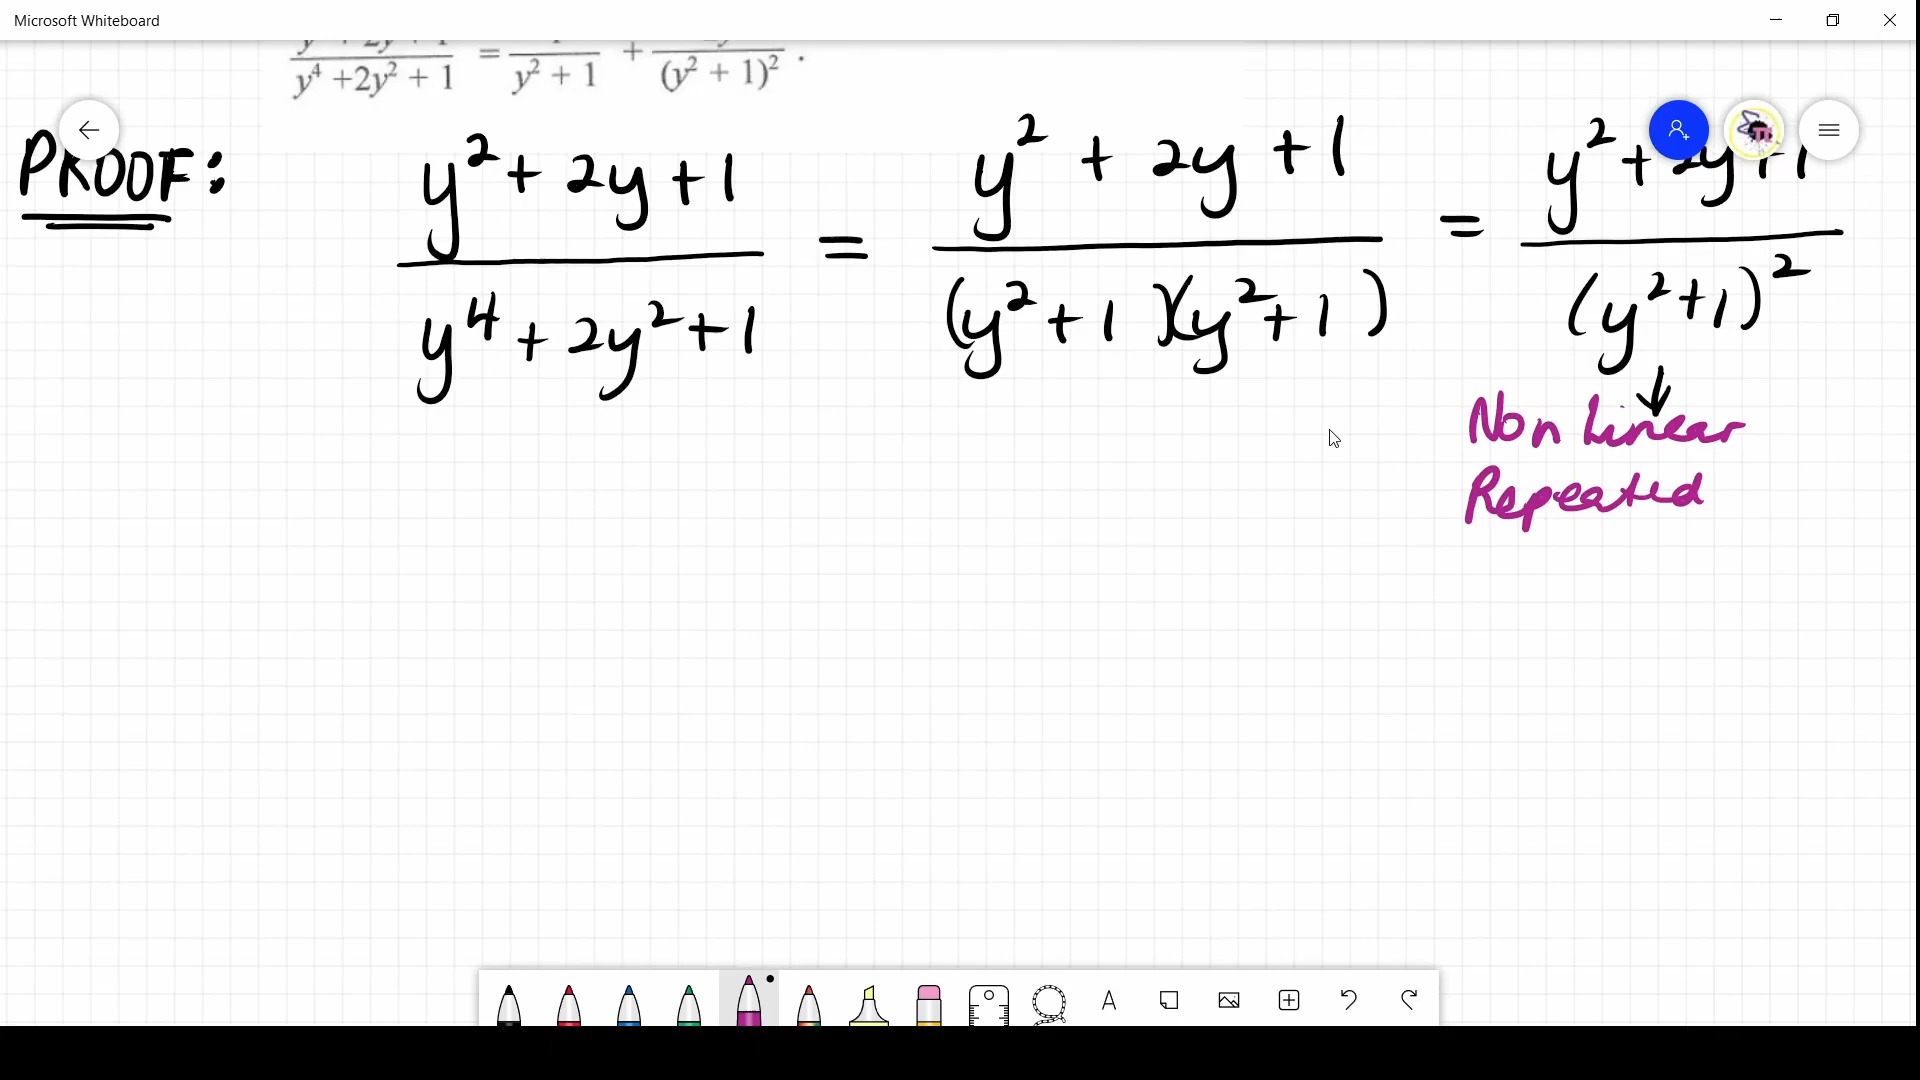 Microsoft Whiteboard
y⁴ +2y² + 1 = y² + 1 + (y² + 1)² .
PROOF:
y² + 2y + 1 / y⁴ + 2y² + 1 = y² + 2y + 1 / (y² + 1)(y² + 1) = y² + 2y + 1 / (y² + 1)²
Non Linear
Repeated